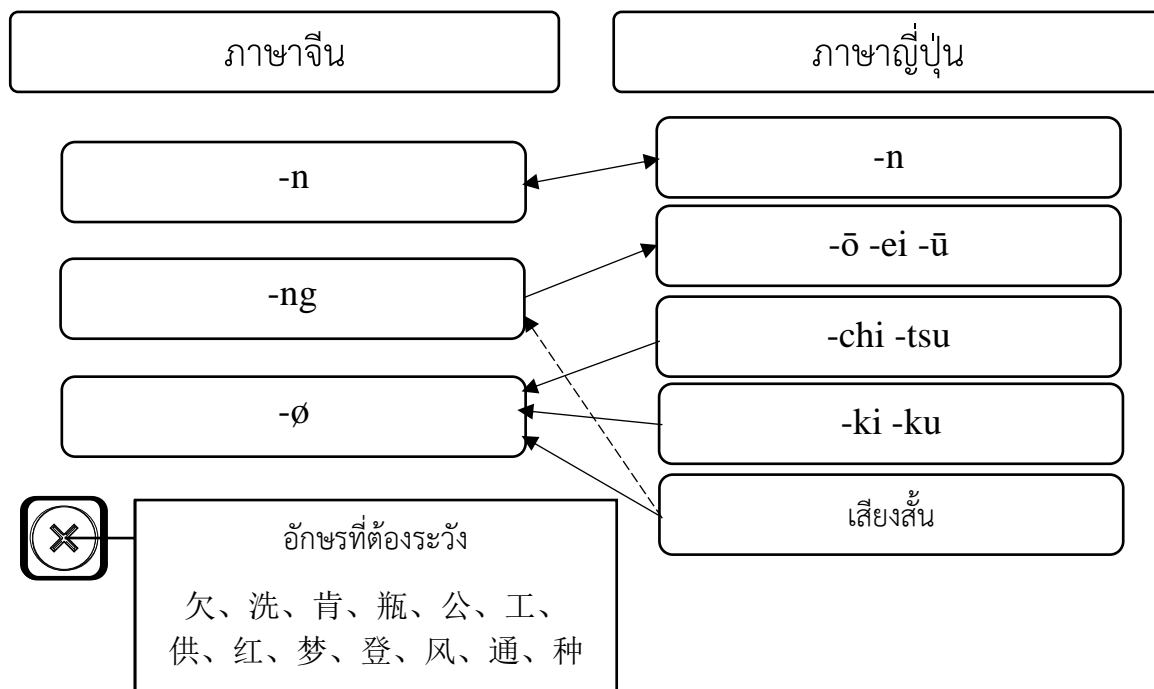 ภาษาจีน
ภาษาญี่ปุ่น
-n
-n
-ng
-ō -ei -ū
-ø
-chi -tsu
-ki -ku
เสียงสั้น
อักษรที่ต้องระวัง
欠、洗、肯、瓶、公、工、
供、红、梦、登、风、通、种